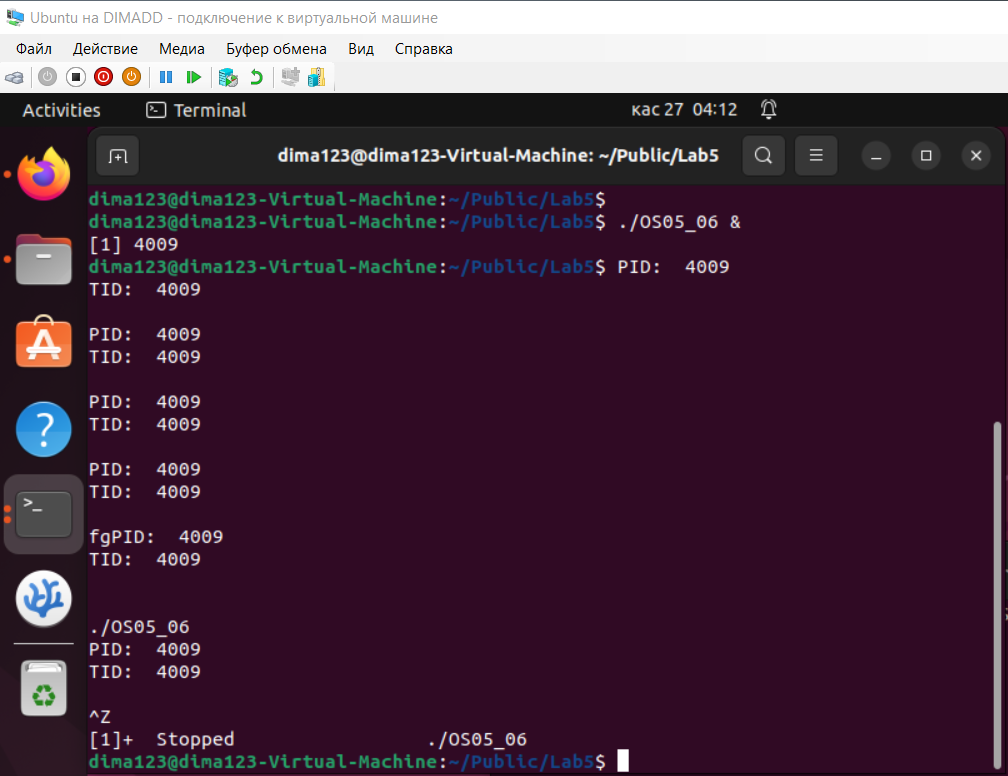 Ubuntu на DIMADD - подключение к виртуальной машине
Файл Действие Медиа Буфер обмена Вид Справка
Activities Terminal кас 27 04:12
dima123@dima123-Virtual-Machine: ~/Public/Lab5
dima123@dima123-Virtual-Machine:~/Public/Lab5$
dima123@dima123-Virtual-Machine:~/Public/Lab5$ ./OS05_06 &
[1] 4009
dima123@dima123-Virtual-Machine:~/Public/Lab5$ PID:  4009
TID:  4009
PID:  4009
TID:  4009
PID:  4009
TID:  4009
PID:  4009
TID:  4009
fgPID:  4009
TID:  4009
./OS05_06
PID:  4009
TID:  4009
^Z
[1]+  Stopped                 ./OS05_06
dima123@dima123-Virtual-Machine:~/Public/Lab5$